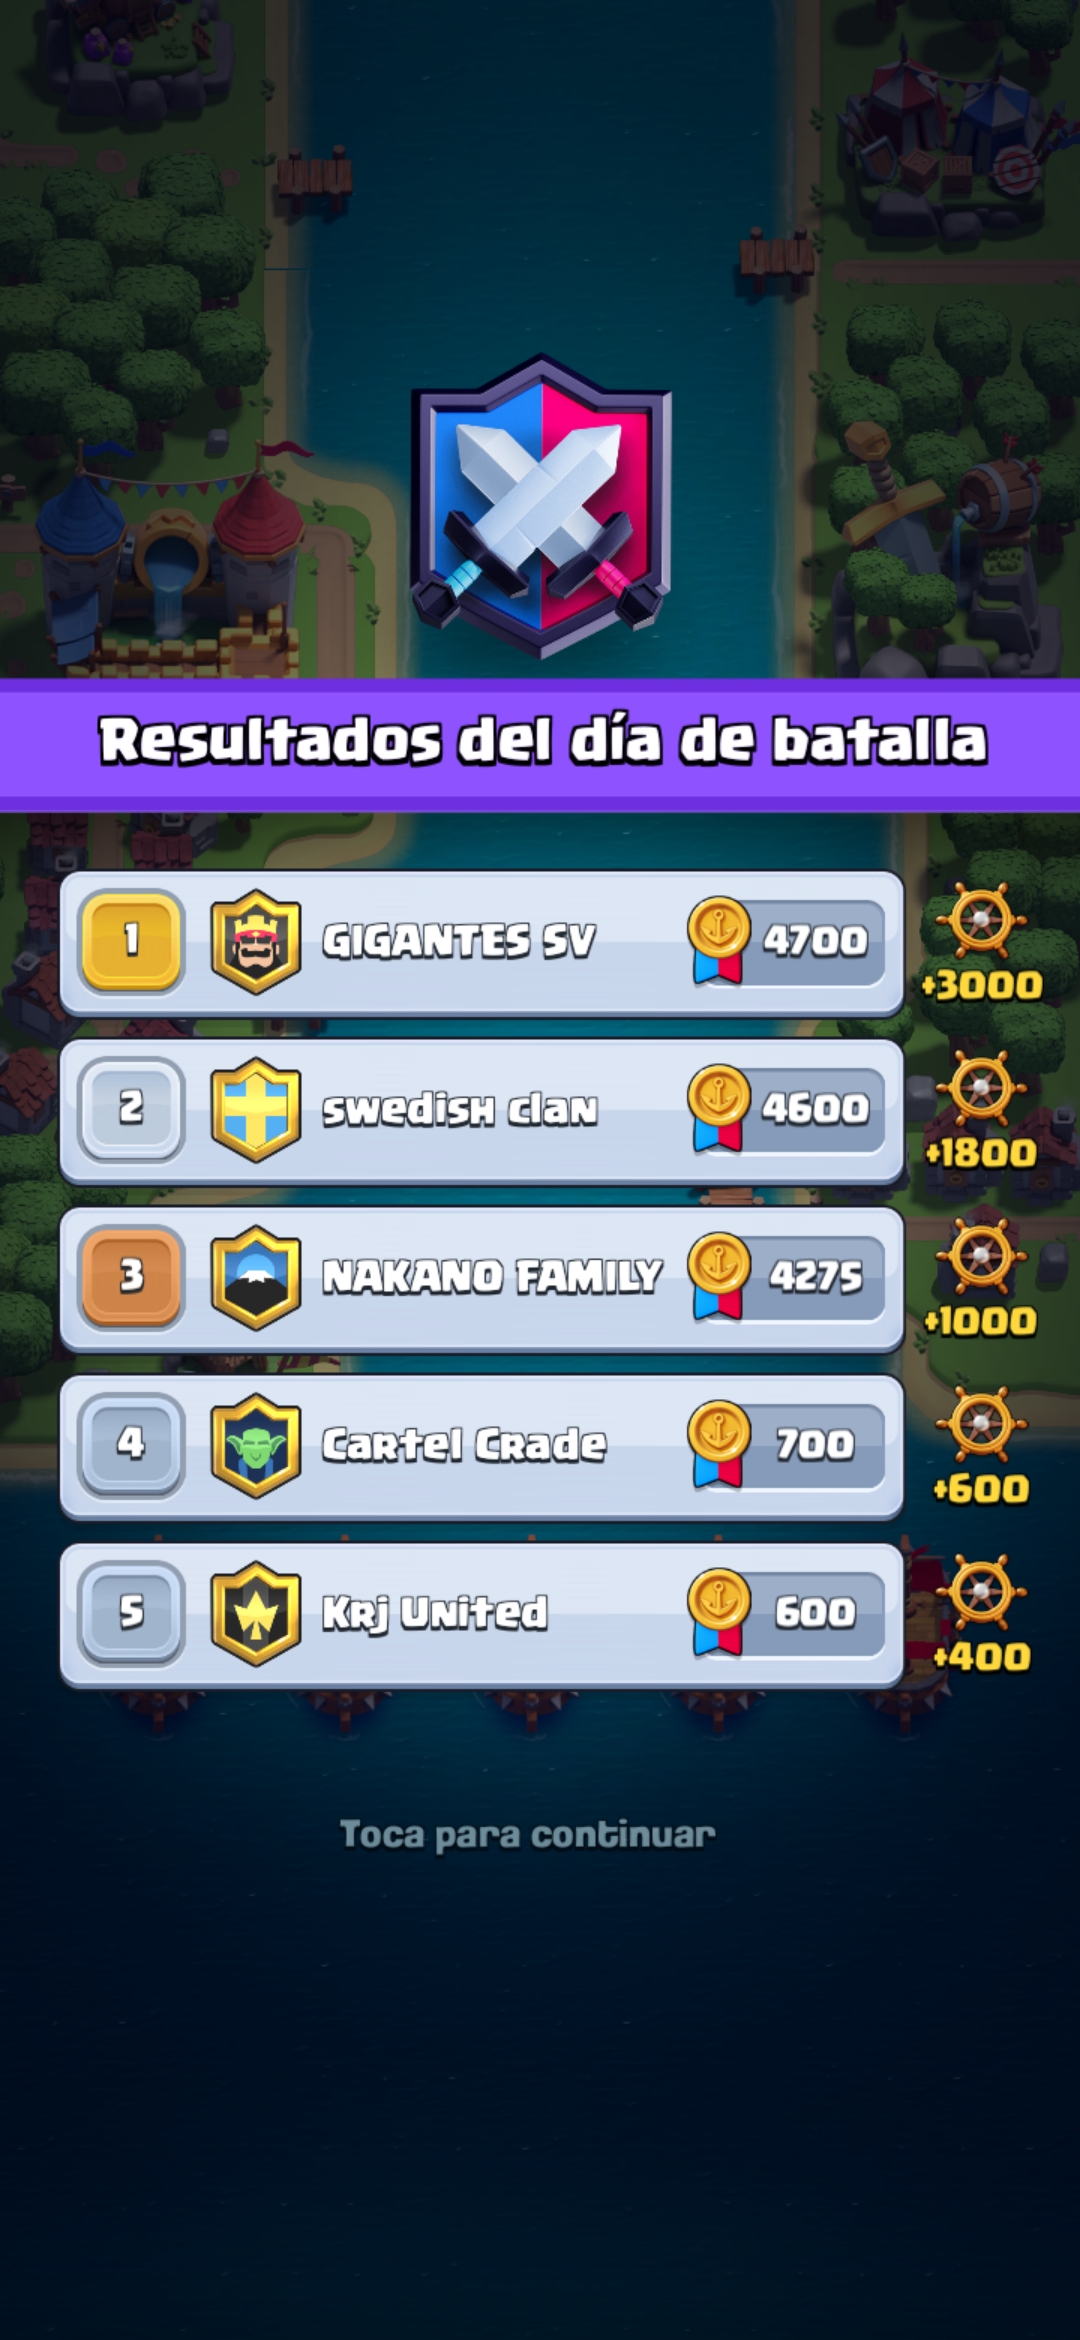 Resultados del día de batalla
1 GIGANTES SV 4700 +3000
2 swedisH claN 4600 +1800
3 NAKANO FAMILY 4275 +1000
4 Cartel Crade 700 +600
5 Krj United 600 +400
Toca para continuar